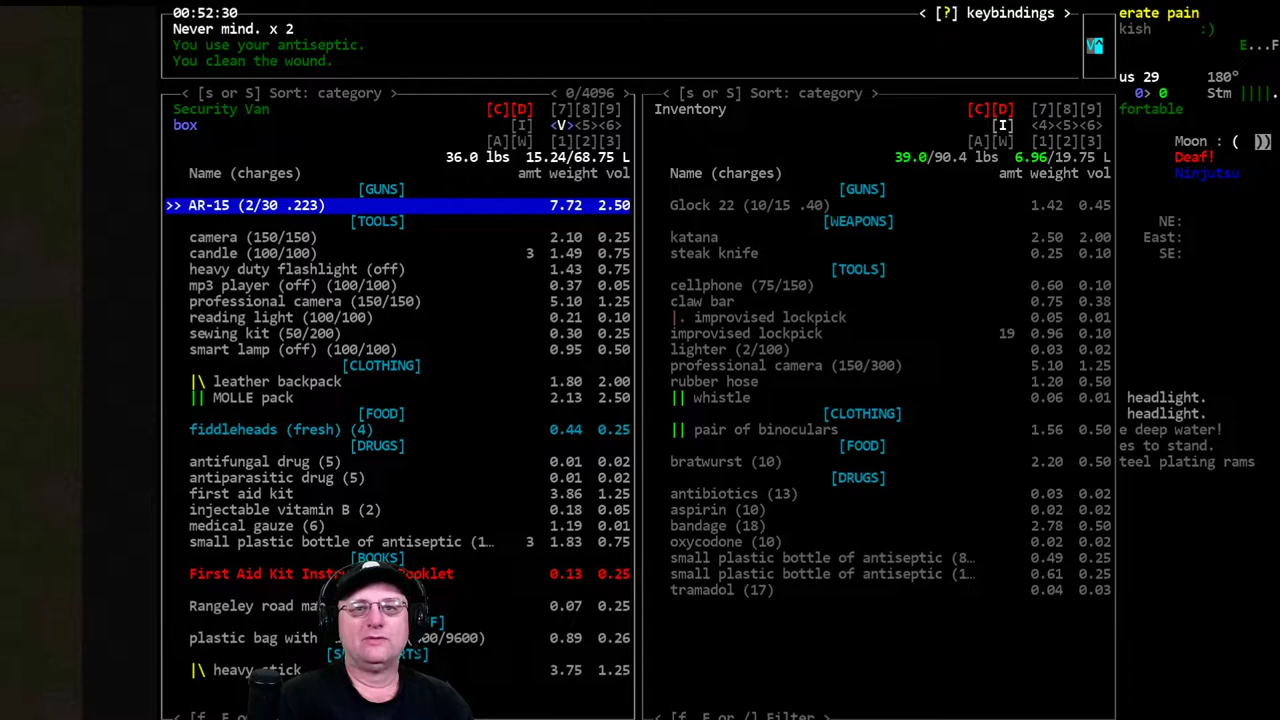 00:52:30
< [?] keybindings >
Never mind. x 2
You use your antiseptic.
You clean the wound.
V^
erate pain
kish :)
E...F
us 29 180°
0> 0 Stm ||||.
fortable
Moon : ( ))
Deaf!
Ninjutsu
NE:
East:
SE:
headlight.
headlight.
e deep water!
es to stand.
teel plating rams
< [s or S] Sort: category > < 0/4096
Security Van [C][D] [7][8][9]
box [I] <V><5><6>
[A][W] [1][2][3]
36.0 lbs 15.24/68.75 L
Name (charges) amt weight vol
[GUNS]
>> AR-15 (2/30 .223) 7.72 2.50
[TOOLS]
camera (150/150) 2.10 0.25
candle (100/100) 3 1.49 0.75
heavy duty flashlight (off) 1.43 0.75
mp3 player (off) (100/100) 0.37 0.05
professional camera (150/150) 5.10 1.25
reading light (100/100) 0.21 0.10
sewing kit (50/200) 0.30 0.25
smart lamp (off) (100/100) 0.95 0.50
[CLOTHING]
|\ leather backpack 1.80 2.00
|| MOLLE pack 2.13 2.50
[FOOD]
fiddleheads (fresh) (4) 0.44 0.25
[DRUGS]
antifungal drug (5) 0.01 0.02
antiparasitic drug (5) 0.01 0.02
first aid kit 3.86 1.25
injectable vitamin B (2) 0.18 0.05
medical gauze (6) 1.19 0.01
small plastic bottle of antiseptic (1… 3 1.83 0.75
[BOOKS]
First Aid Kit Inst ooklet 0.13 0.25
Rangeley road ma 0.07 0.25
F]
plastic bag with 00/9600) 0.89 0.26
[S RTS]
|\ heavy stick 3.75 1.25
< [s or S] Sort: category >
Inventory [C][D] [7][8][9]
[I] <4><5><6>
[A][W] [1][2][3]
39.0/90.4 lbs 6.96/19.75 L
Name (charges) amt weight vol
[GUNS]
Glock 22 (10/15 .40) 1.42 0.45
[WEAPONS]
katana 2.50 2.00
steak knife 0.25 0.10
[TOOLS]
cellphone (75/150) 0.60 0.10
claw bar 0.75 0.38
|. improvised lockpick 0.05 0.01
improvised lockpick 19 0.96 0.10
lighter (2/100) 0.03 0.02
professional camera (150/300) 5.10 1.25
rubber hose 1.20 0.50
|| whistle 0.06 0.01
[CLOTHING]
|| pair of binoculars 1.56 0.50
[FOOD]
bratwurst (10) 2.20 0.50
[DRUGS]
antibiotics (13) 0.03 0.02
aspirin (10) 0.02 0.02
bandage (18) 2.78 0.50
oxycodone (10) 0.02 0.02
small plastic bottle of antiseptic (8… 0.49 0.25
small plastic bottle of antiseptic (1… 0.61 0.25
tramadol (17) 0.04 0.03